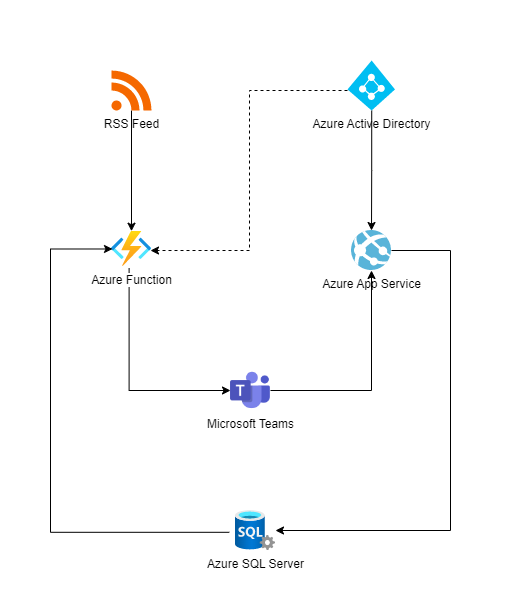 RSS Feed
Azure Active Directory
Azure Function
Azure App Service
T
Microsoft Teams
SQL
Azure SQL Server